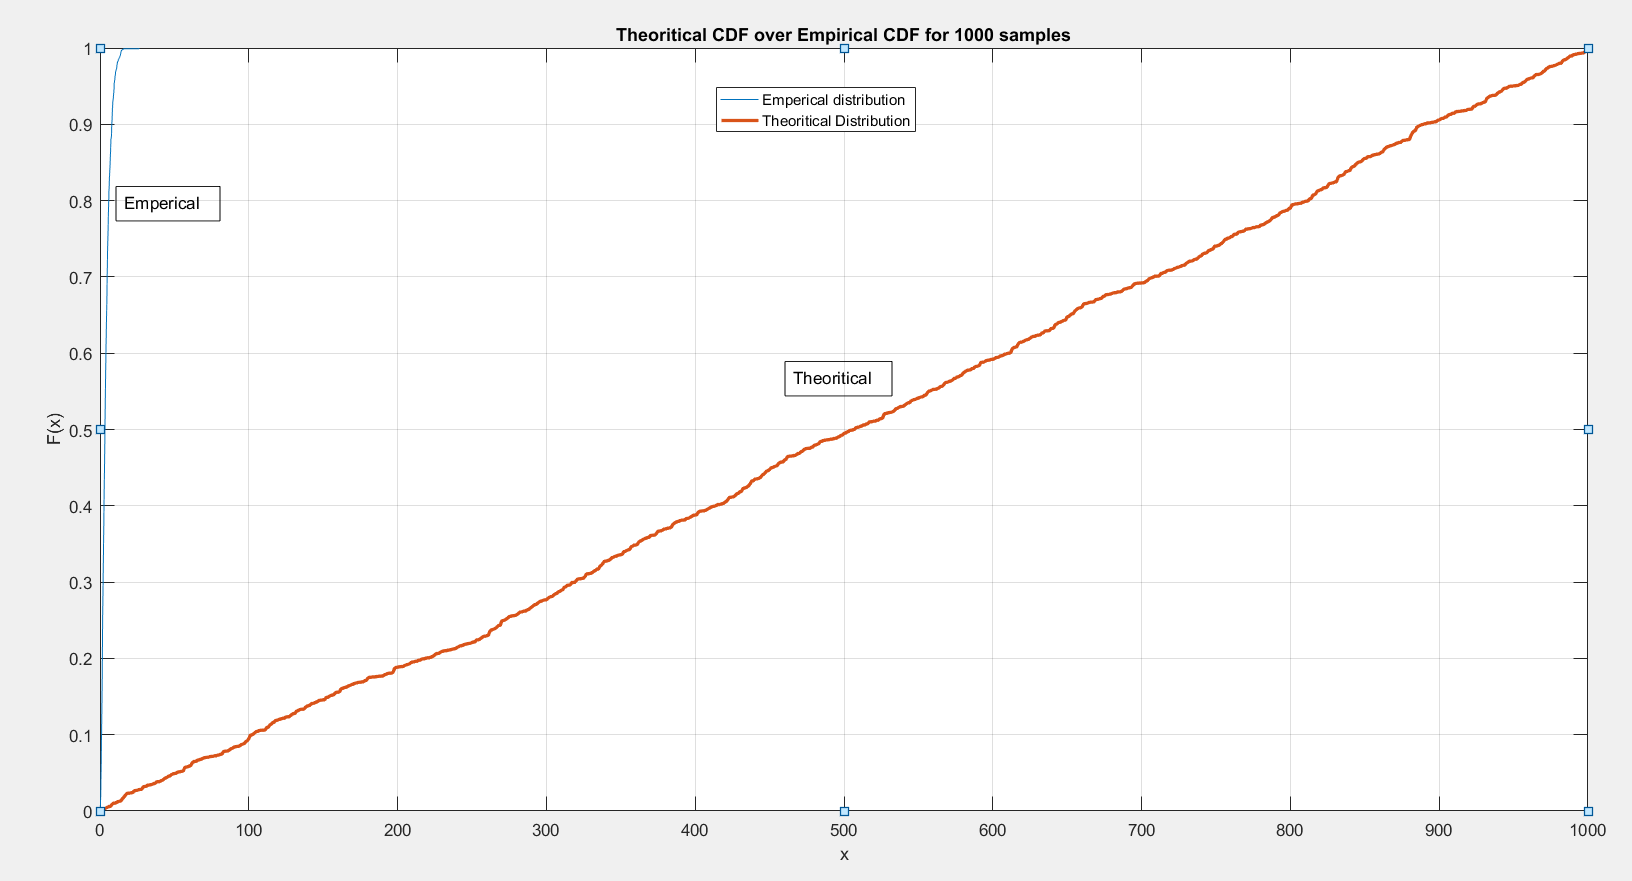 Theoritical CDF over Empirical CDF for 1000 samples
Emperical distribution
Theoritical Distribution
Emperical
Theoritical
F(x)
1
0.9
0.8
0.7
0.6
0.5
0.4
0.3
0.2
0.1
0
0 100 200 300 400 500 600 700 800 900 1000
x